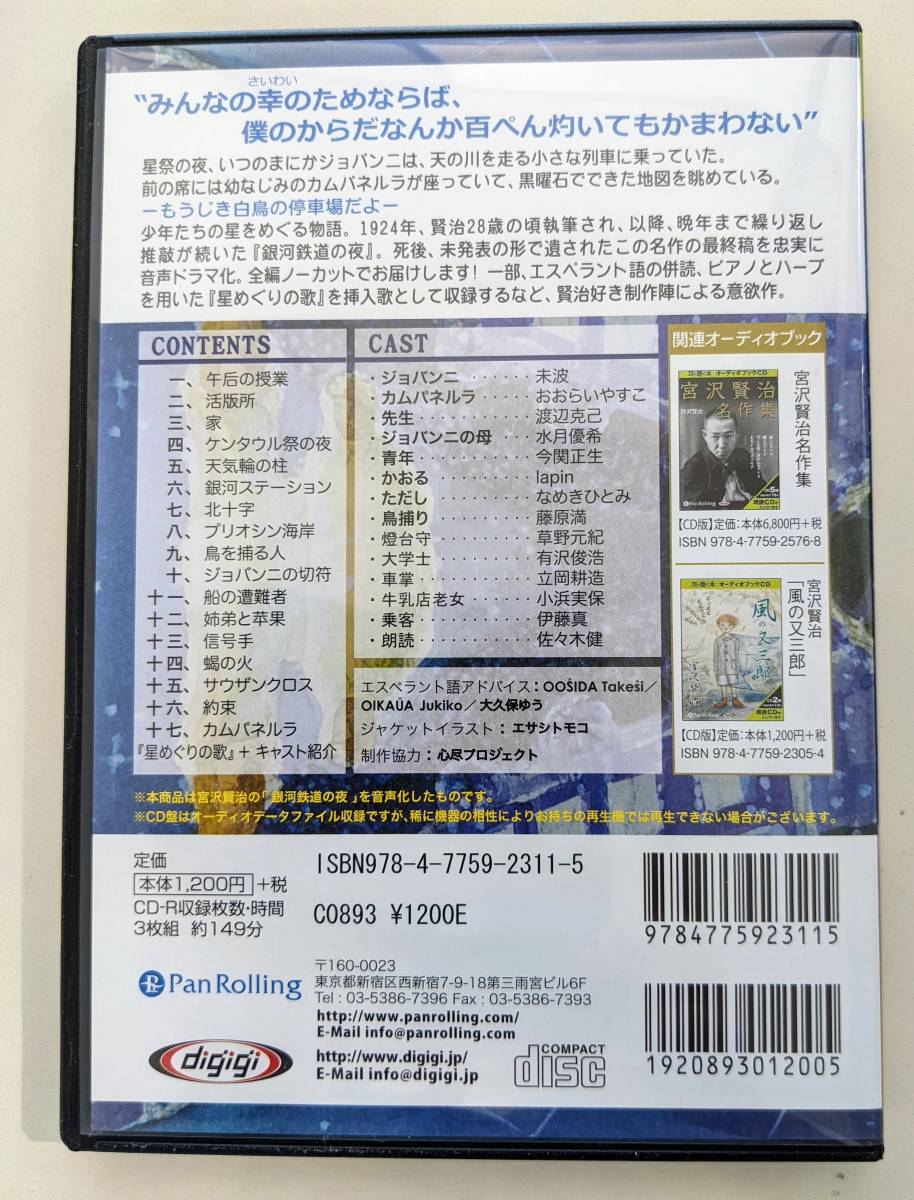 さいわい
“みんなの幸のためならば、
僕のからだなんか百ぺん灼いてもかまわない”
星祭の夜、いつのまにかジョバンニは、天の川を走る小さな列車に乗っていた。
前の席には幼なじみのカムパネルラが座っていて、黒曜石でできた地図を眺めている。
−もうじき白鳥の停車場だよ−
少年たちの星をめぐる物語。1924年、賢治28歳の頃執筆され、以降、晩年まで繰り返し
推敲が続いた『銀河鉄道の夜』。死後、未発表の形で遺されたこの名作の最終稿を忠実に
音声ドラマ化。全編ノーカットでお届けします! 一部、エスペラント語の併読、ピアノとハープ
を用いた『星めぐりの歌』を挿入歌として収録するなど、賢治好き制作陣による意欲作。
CONTENTS
一、午后の授業
二、活版所
三、家
四、ケンタウル祭の夜
五、天気輪の柱
六、銀河ステーション
七、北十字
八、プリオシン海岸
九、鳥を捕る人
十、ジョバンニの切符
十一、船の遭難者
十二、姉弟と苹果
十三、信号手
十四、蝎の火
十五、サウザンクロス
十六、約束
十七、カムパネルラ
『星めぐりの歌』+ キャスト紹介
CAST
・ジョバンニ ・・・・・・ 未波
・カムパネルラ ・・・・・ おおらいやすこ
・先生 ・・・・・・・・・・ 渡辺克己
・ジョバンニの母 ・・・ 水月優希
・青年 ・・・・・・・・・・ 今関正生
・かおる ・・・・・・・・・ lapin
・ただし ・・・・・・・・・ なめきひとみ
・鳥捕り ・・・・・・・・・ 藤原満
・燈台守 ・・・・・・・・・ 草野元紀
・大学士 ・・・・・・・・・ 有沢俊浩
・車掌 ・・・・・・・・・・ 立岡耕造
・牛乳店老女 ・・・・・・ 小浜実保
・乗客 ・・・・・・・・・・ 伊藤真
・朗読 ・・・・・・・・・・ 佐々木健
エスペラント語アドバイス：OOŜIDA Takeŝi／
OIKAŬA Jukiko／大久保ゆう
ジャケットイラスト：エサシトモコ
制作協力：心尽プロジェクト
関連オーディオブック
耳で聴く本 オーディオブックCD
宮沢賢治
名作集
PanRolling
宮沢賢治名作集
【CD版】定価：本体6,800円+税
ISBN 978-4-7759-2576-8
耳で聴く本 オーディオブックCD
風の又三郎
宮沢賢治
宮沢賢治
「風の又三郎」
【CD版】定価：本体1,200円+税
ISBN 978-4-7759-2305-4
※本商品は宮沢賢治の「銀河鉄道の夜」を音声化したものです。
※CD盤はオーディオデータファイル収録ですが、稀に機器の相性によりお持ちの再生機では再生できない場合がございます。
定価
本体1,200円 +税
CD-R収録枚数・時間
3枚組 約149分
ISBN978-4-7759-2311-5
C0893 ¥1200E
9784775923115
PanRolling
〒160-0023
東京都新宿区西新宿7-9-18第三雨宮ビル6F
Tel : 03-5386-7396 Fax : 03-5386-7393
http://www.panrolling.com/
E-Mail info@panrolling.com
digigi
http://www.digigi.jp/
E-Mail info@digigi.jp
COMPACT
disc
1920893012005